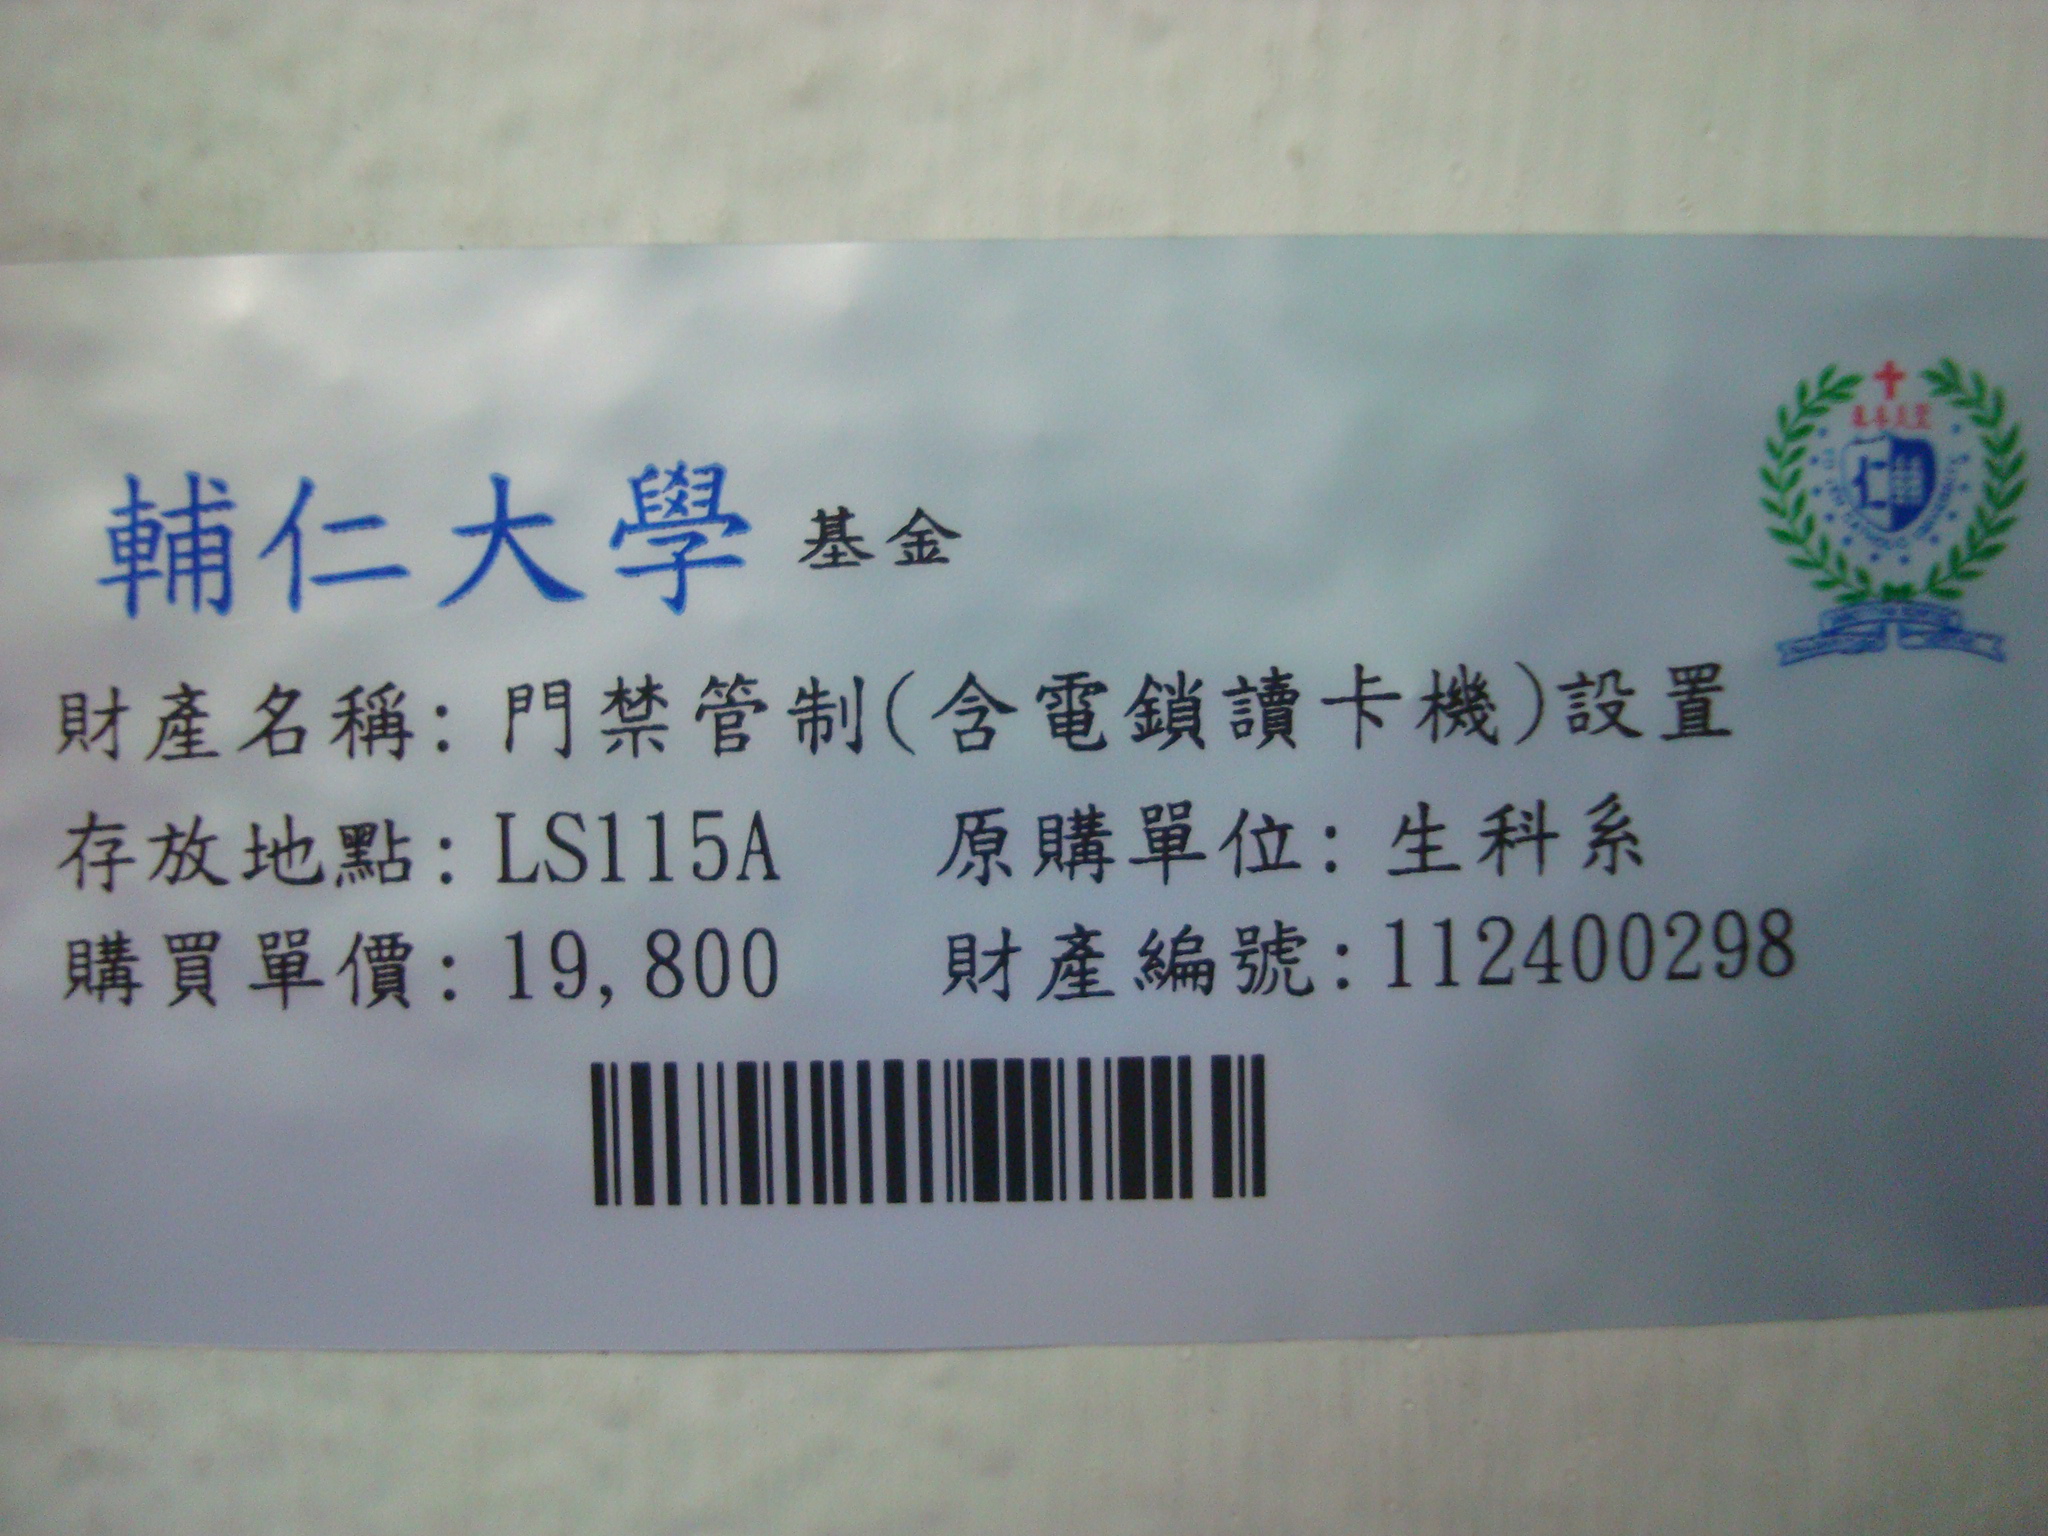 輔仁大學 基金
財產名稱: 門禁管制(含電鎖讀卡機)設置
存放地點: LS115A 原購單位: 生科系
購買單價: 19,800 財產編號:112400298
仁